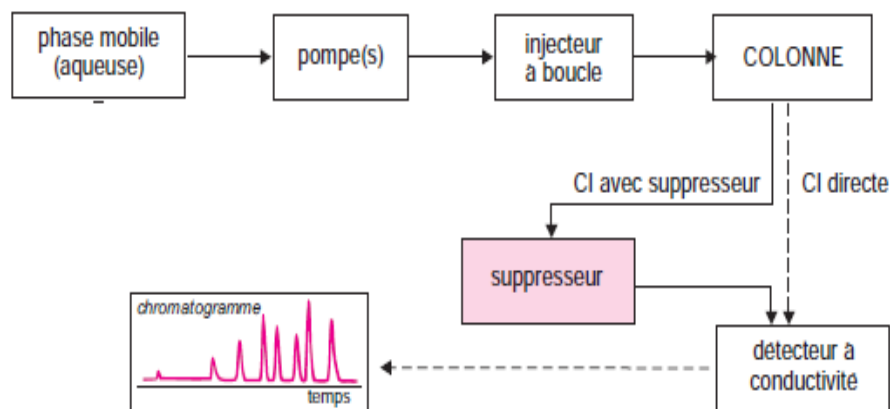 phase mobile
(aqueuse)
pompe(s)
injecteur
à boucle
COLONNE
CI avec suppresseur
CI directe
suppresseur
chromatogramme
temps
détecteur à
conductivité